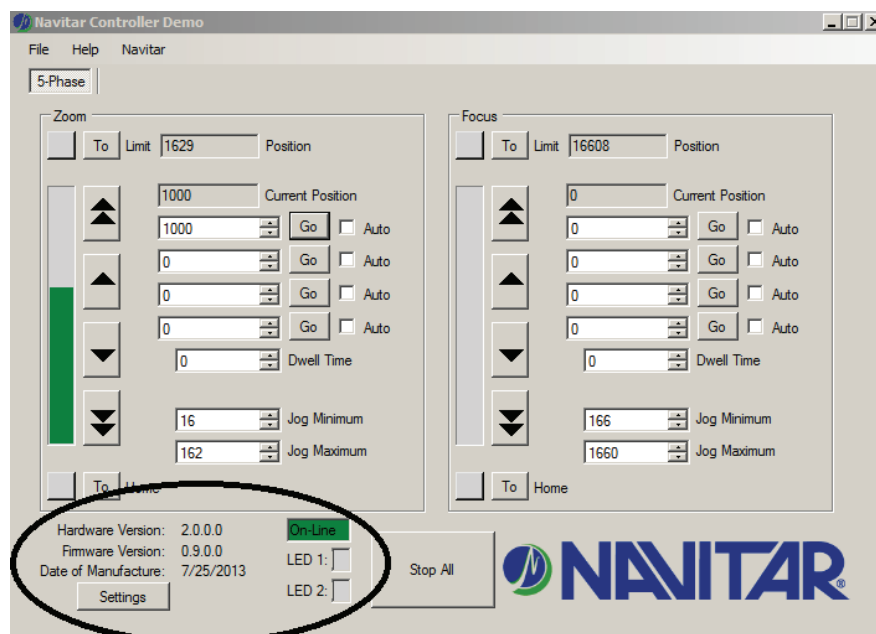 Navitar Controller Demo
File Help Navitar
5-Phase
Zoom
To Limit 1629 Position
1000 Current Position
1000 Go Auto
0 Go Auto
0 Go Auto
0 Go Auto
0 Dwell Time
16 Jog Minimum
162 Jog Maximum
To Home
Focus
To Limit 16608 Position
0 Current Position
0 Go Auto
0 Go Auto
0 Go Auto
0 Go Auto
0 Dwell Time
166 Jog Minimum
1660 Jog Maximum
To Home
Hardware Version: 2.0.0.0
Firmware Version: 0.9.0.0
Date of Manufacture: 7/25/2013
Settings
On-Line
LED 1:
LED 2:
Stop All
NAVITAR®